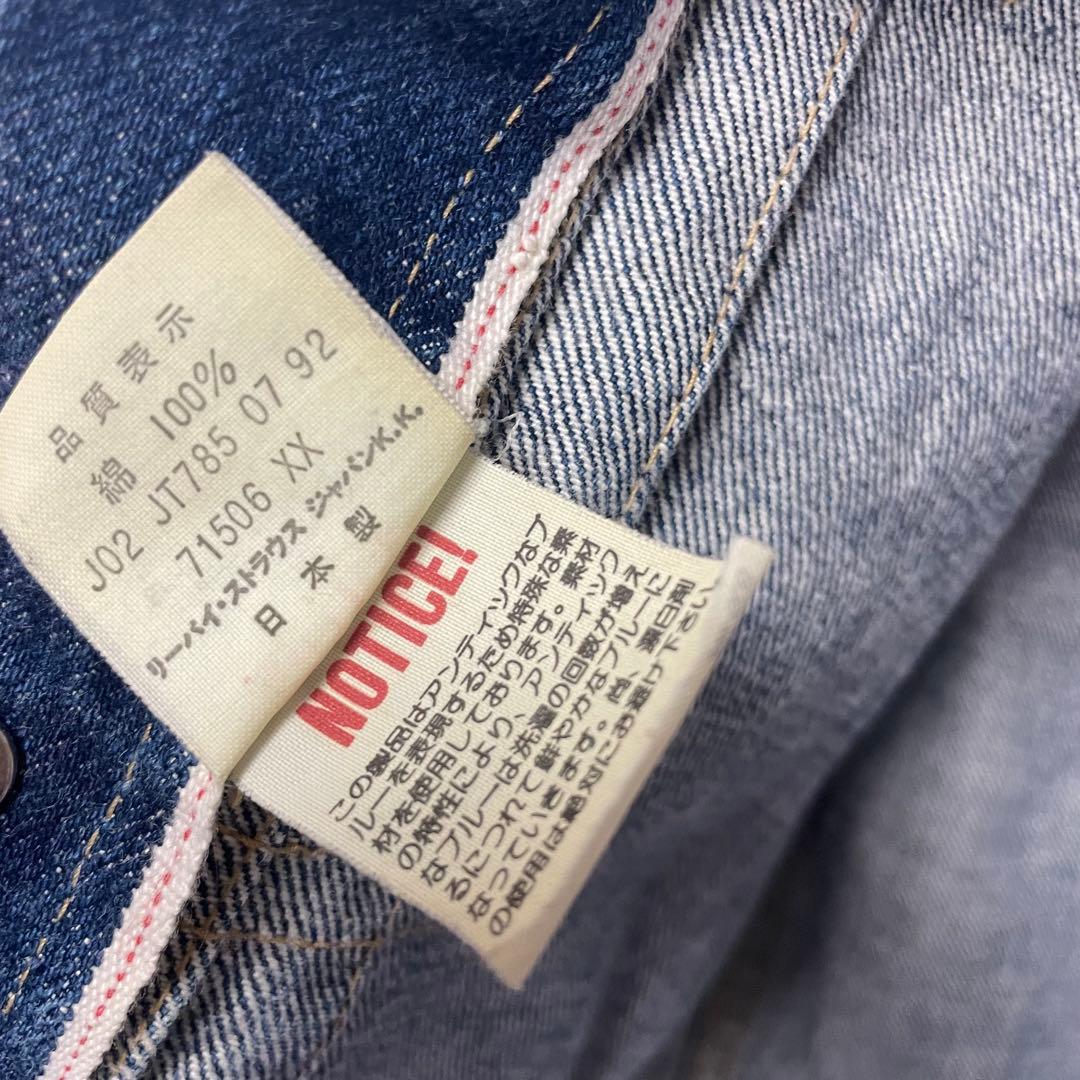 品質表示
綿 100%
J02 JT785 07 92
71506 XX
リーバイ・ストラウス ジャパンK.K.
日本製
NOTICE!
この製品はアンティックなブ
ルーを表現するため特殊な素
材を使用しております。素材
の特性により、アンティック
なブルーは洗濯の回数が増え
るにつれて鮮やかなブルーに
なっていきます。尚、漂白剤
の使用は絶対にお避け下さい